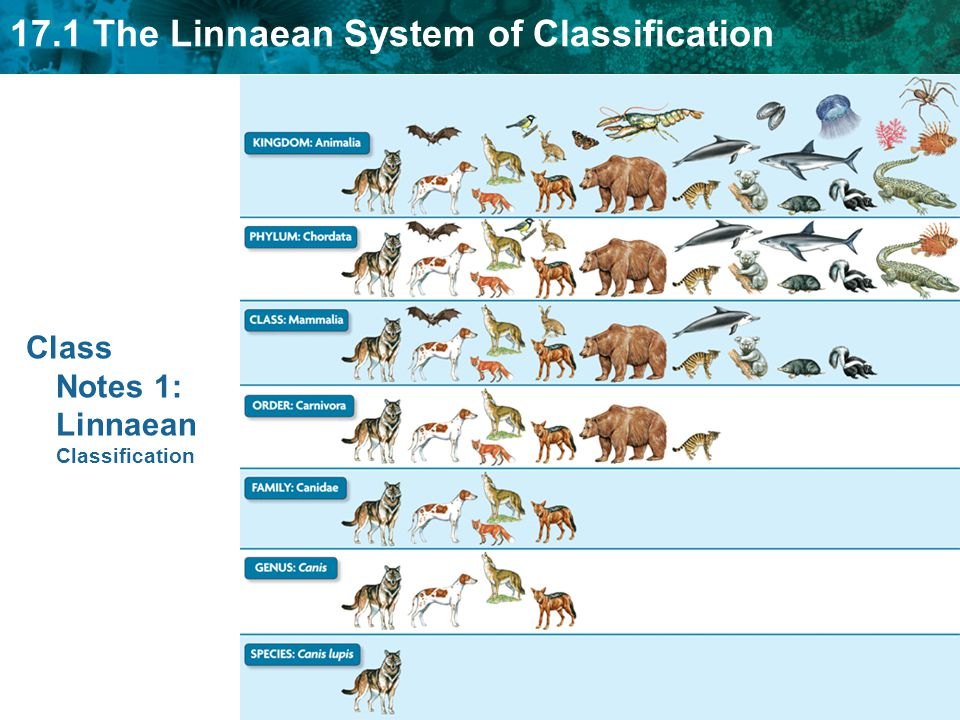 17.1 The Linnaean System of Classification
Class
Notes 1:
Linnaean
Classification
KINGDOM: Animalia
PHYLUM: Chordata
CLASS: Mammalia
ORDER: Carnivora
FAMILY: Canidae
GENUS: Canis
SPECIES: Canis lupis